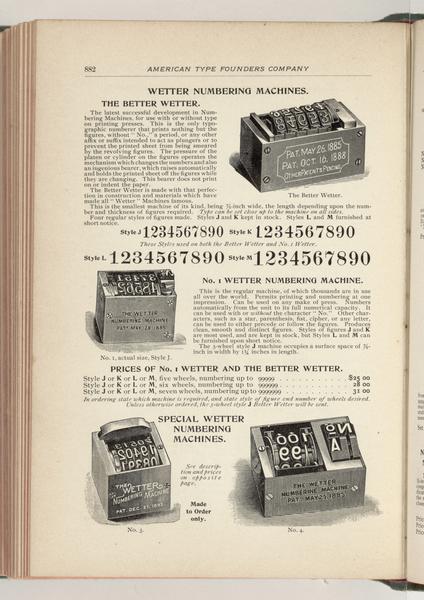 882
AMERICAN TYPE FOUNDERS COMPANY
WETTER NUMBERING MACHINES.
THE BETTER WETTER.
The latest successful development in Num-
bering Machines, for use with or without type
on printing presses. This is the only typo-
graphic numberer that prints nothing but the
figures, without "No.," a period, or any other
affix or suffix intended to act as plungers or to
prevent the printed sheet from being smeared
by the revolving figures. The pressure of the
platen or cylinder on the figures operates the
mechanism which changes the numbers and also
an ingenious bearer, which raises automatically
and holds the printed sheet off the figures while
they are changing. This bearer does not print
on or indent the paper.
The Better Wetter is made with that perfec-
tion in construction and materials which have
made all "Wetter" Machines famous.
PAT. MAY 26, 1885
PAT. OCT. 16, 1888
OTHER PATENTS PENDING
The Better Wetter.
This is the smallest machine of its kind, being ⅞-inch wide, the length depending upon the num-
ber and thickness of figures required. Type can be set close up to the machine on all sides.
Four regular styles of figures made. Styles J and K kept in stock. Styles L and M furnished at
short notice.
Style J 1234567890 Style K 1234567890
These Styles used on both the Better Wetter and No. 1 Wetter.
Style L 1234567890 Style M 1234567890
THE WETTER
NUMBERING MACHINE
PAT. MAY 26, 1885
No. 1, actual size, Style J.
No. 1 WETTER NUMBERING MACHINE.
This is the regular machine, of which thousands are in use
all over the world. Permits printing and numbering at one
impression. Can be used on any make of press. Numbers
automatically from the unit to its full numerical capacity. It
can be used with or without the character "No." Other char-
acters, such as a star, parenthesis, fist, cipher, or any letter,
can be used to either precede or follow the figures. Produces
clean, smooth and distinct figures. Styles of figures J and K
are most used, and are kept in stock, but Styles L and M can
be furnished upon short notice.
The 5-wheel style J machine occupies a surface space of
inch in width by inches in length.
PRICES OF No. 1 WETTER AND THE BETTER WETTER.
Style J or K or L or M, five wheels, numbering up to 99999 . . . . . . . . . . . . $25 00
Style J or K or L or M, six wheels, numbering up to 999999 . . . . . . . . . . . . 28 00
Style J or K or L or M, seven wheels, numbering up to 9999999 . . . . . . . . . . . 31 00
In ordering state which machine is required, and state style of figure and number of wheels desired.
Unless otherwise ordered, the 5-wheel style J Better Wetter will be sent.
SPECIAL WETTER
NUMBERING
MACHINES.
See descrip-
tion and prices
on opposite
page.
Made
to Order
only.
THE
WETTER
NUMBERING MACHINE
PAT. DEC. 1883
No. 3.
THE WETTER
NUMBERING MACHINE
PAT. MAY 26, 1885
No. 4.